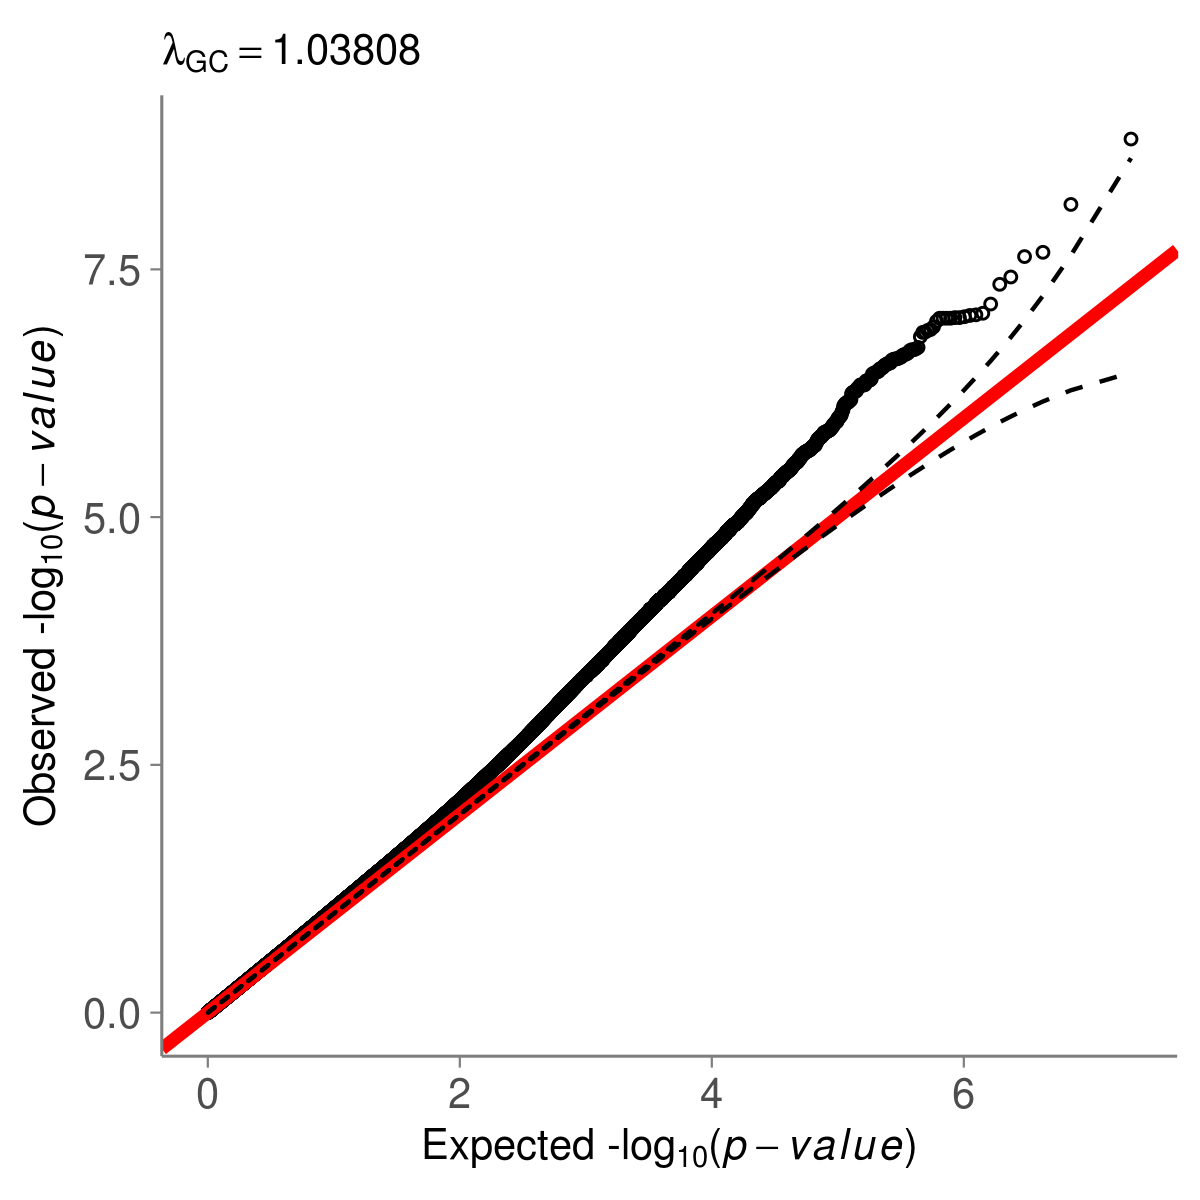 λGC = 1.03808
7.5
5.0
2.5
0.0
Observed -log10(p − value)
0 2 4 6
Expected -log10(p − value)